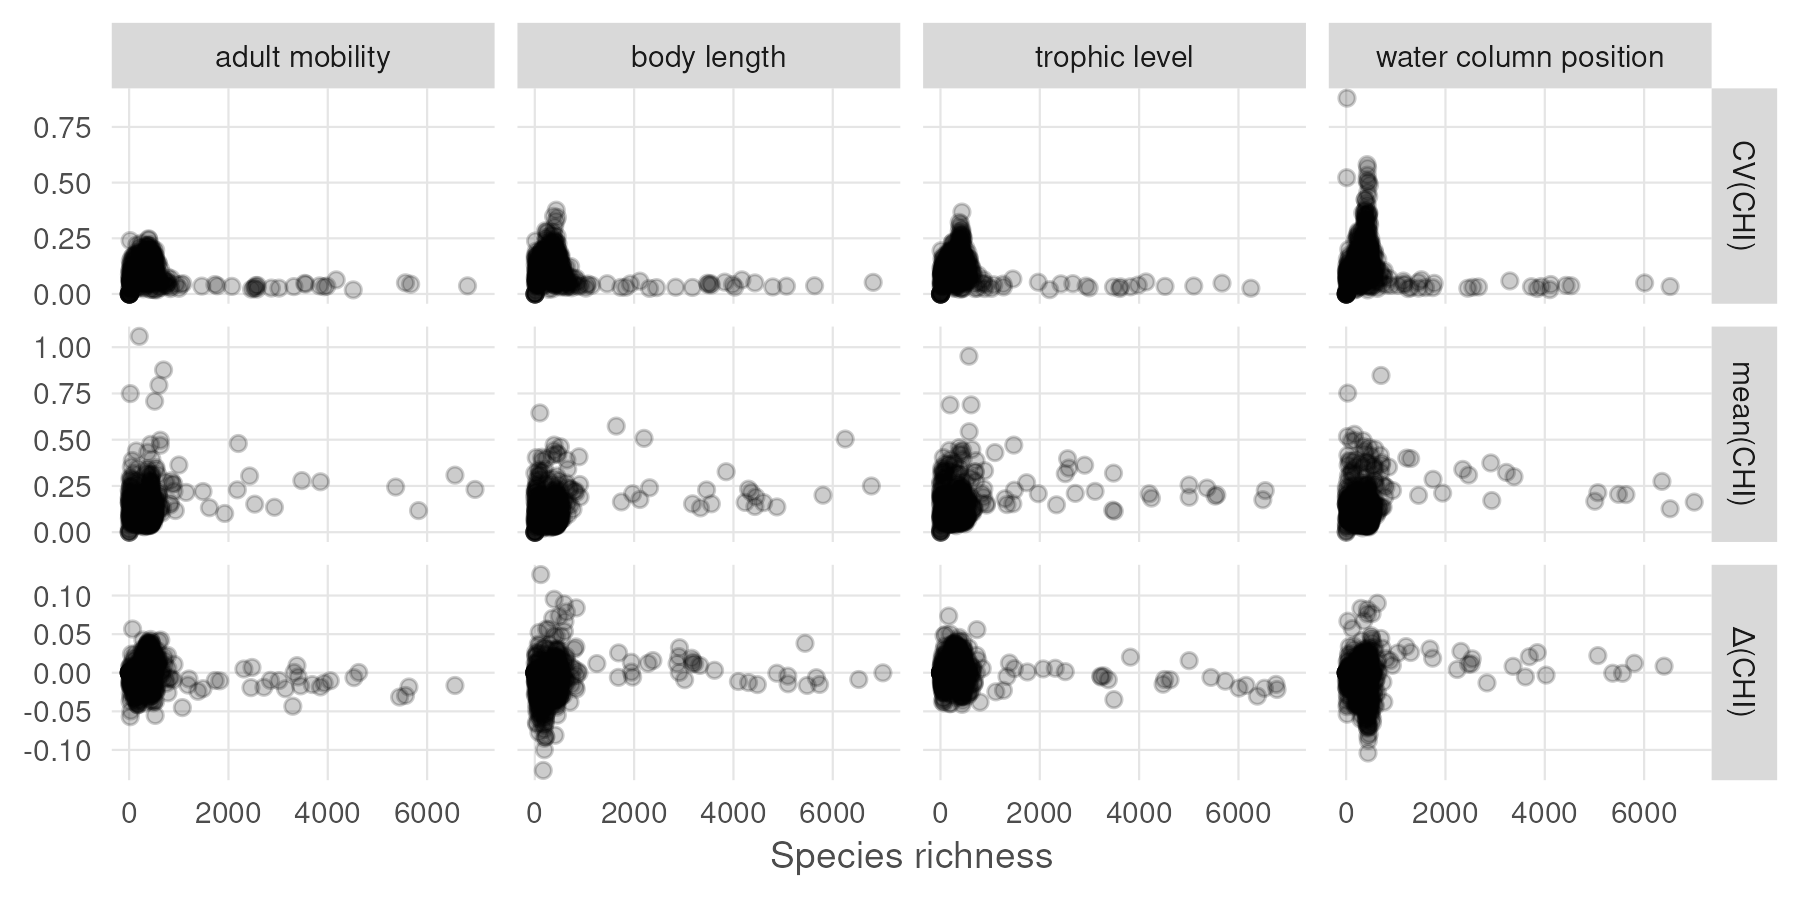 adult mobility body length trophic level water column position
0.75
0.50
0.25
0.00
CV(CHI)
1.00
0.75
0.50
0.25
0.00
mean(CHI)
0.10
0.05
0.00
-0.05
-0.10
Δ(CHI)
0 2000 4000 6000 0 2000 4000 6000 0 2000 4000 6000 0 2000 4000 6000
Species richness